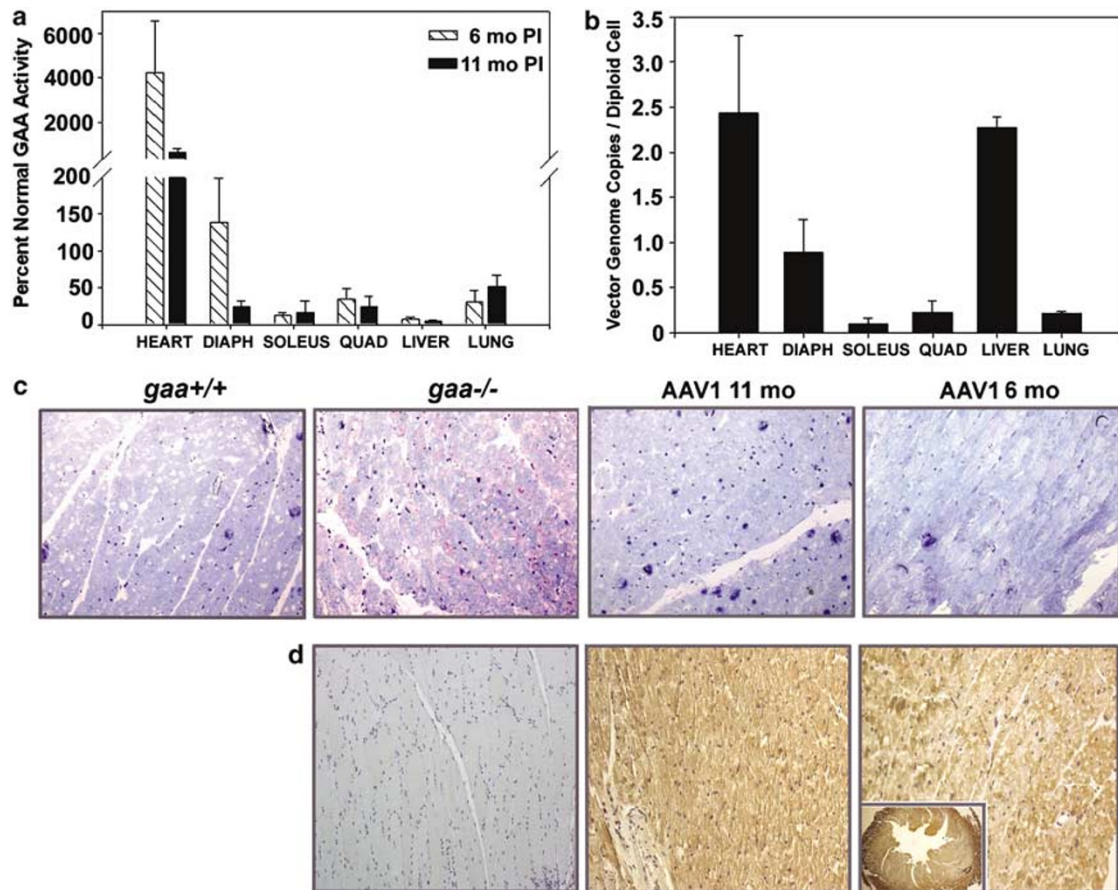 a
Percent Normal GAA Activity
6000
4000
2000
200
150
100
50
0
6 mo PI
11 mo PI
HEART DIAPH SOLEUS QUAD LIVER LUNG
b
Vector Genome Copies / Diploid Cell
3.5
3.0
2.5
2.0
1.5
1.0
0.5
0
HEART DIAPH SOLEUS QUAD LIVER LUNG
c
gaa+/+ gaa-/- AAV1 11 mo AAV1 6 mo
d